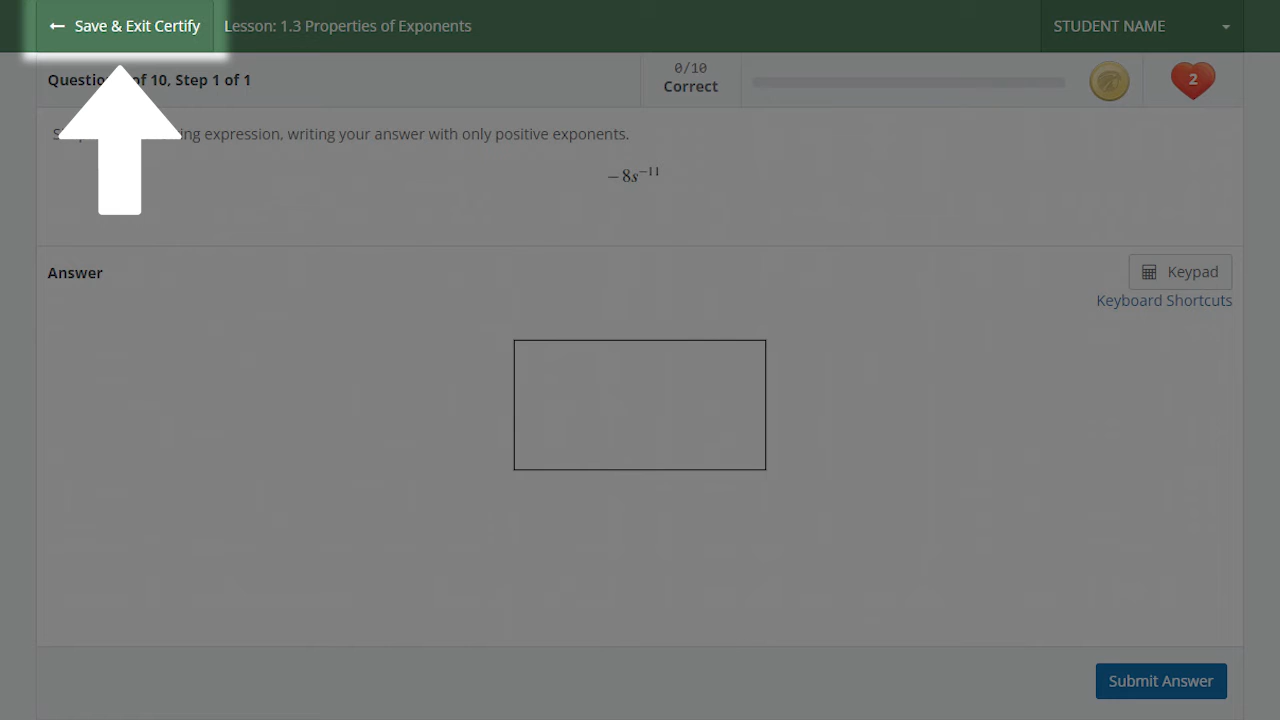 ← Save & Exit Certify
Lesson: 1.3 Properties of Exponents
STUDENT NAME
of 10, Step 1 of 1
0/10
Correct
2
expression, writing your answer with only positive exponents.
−8s⁻¹¹
Answer
Keypad
Keyboard Shortcuts
Submit Answer